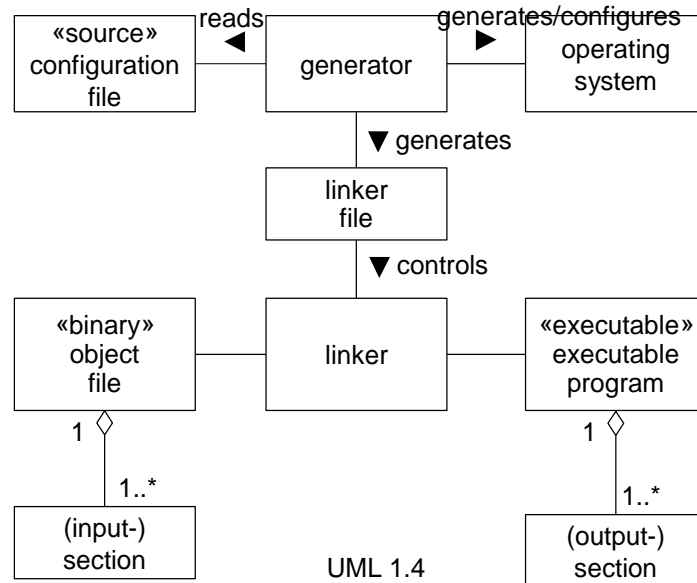 reads
generates/configures
«source»
configuration
file
generator
operating
system
generates
linker
file
controls
«binary»
object
file
linker
«executable»
executable
program
1
1
1..*
1..*
(input-)
section
(output-)
section
UML 1.4